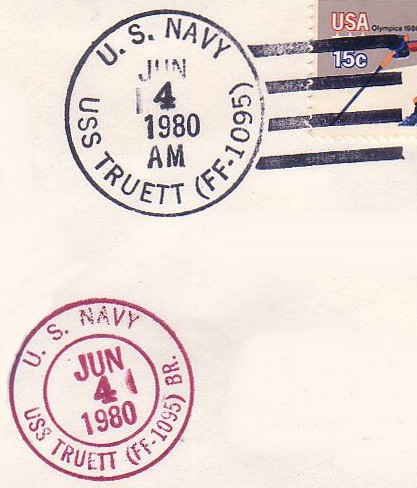 U. S. NAVY
JUN
4
1980
AM
USS TRUETT (FF-1095)
USA
Olympics 1980
15c
U. S. NAVY
JUN
4
1980
USS TRUETT (FF-1095) BR.